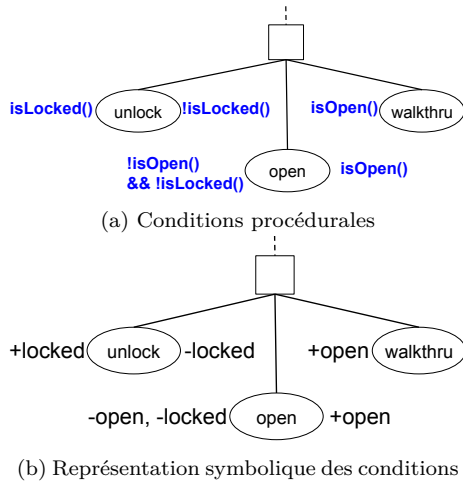 isLocked() unlock !isLocked() isOpen() walkthru
!isOpen()
&& !isLocked() open isOpen()
(a) Conditions procédurales
+locked unlock -locked +open walkthru
-open, -locked open +open
(b) Représentation symbolique des conditions